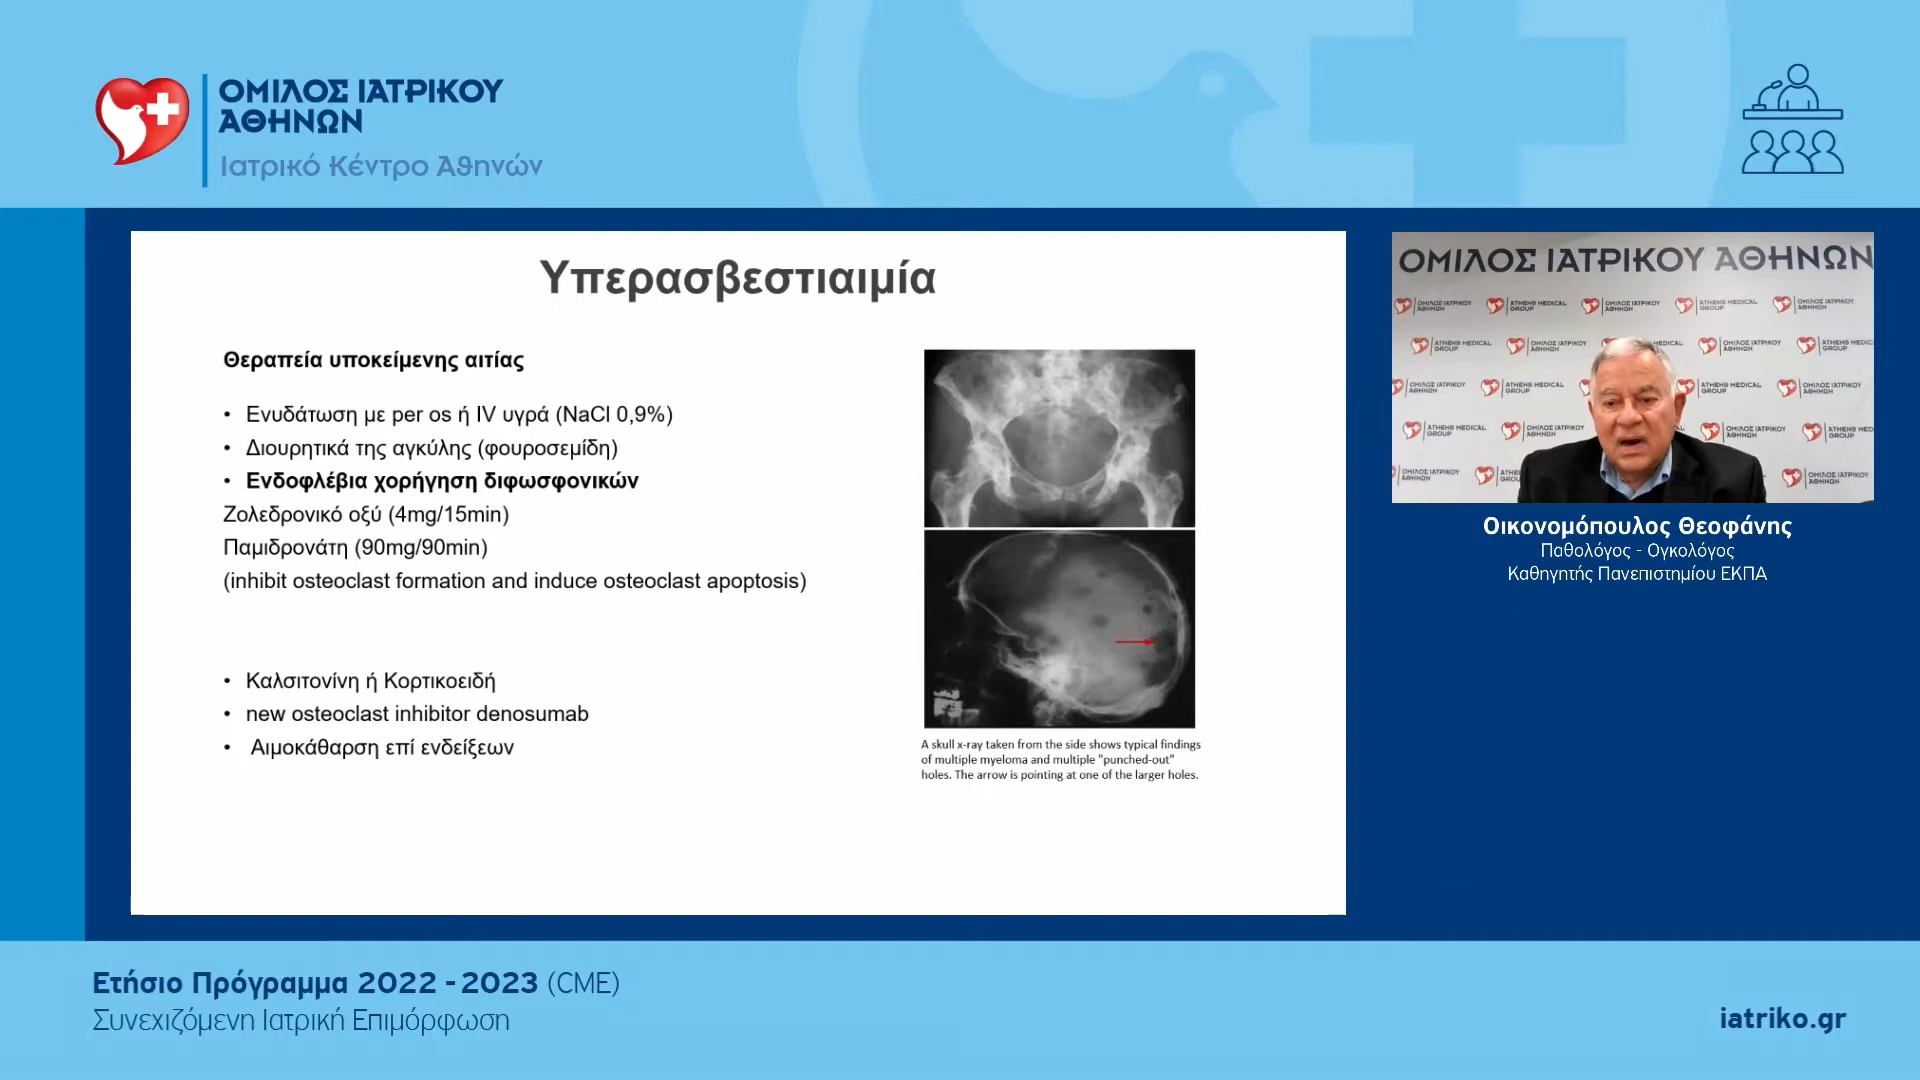 ΟΜΙΛΟΣ ΙΑΤΡΙΚΟΥ
ΑΘΗΝΩΝ
Ιατρικό Κέντρο Αθηνών
Υπερασβεστιαιμία
Θεραπεία υποκείμενης αιτίας
• Ενυδάτωση με per os ή IV υγρά (NaCl 0,9%)
• Διουρητικά της αγκύλης (φουροσεμίδη)
• Ενδοφλέβια χορήγηση διφωσφονικών
Ζολεδρονικό οξύ (4mg/15min)
Παμιδρονάτη (90mg/90min)
(inhibit osteoclast formation and induce osteoclast apoptosis)
• Καλσιτονίνη ή Κορτικοειδή
• new osteoclast inhibitor denosumab
• Αιμοκάθαρση επί ενδείξεων
A skull x-ray taken from the side shows typical findings
of multiple myeloma and multiple "punched-out"
holes. The arrow is pointing at one of the larger holes.
ΟΜΙΛΟΣ ΙΑΤΡΙΚΟΥ ΑΘΗΝΩΝ
Οικονομόπουλος Θεοφάνης
Παθολόγος - Ογκολόγος
Καθηγητής Πανεπιστημίου ΕΚΠΑ
Ετήσιο Πρόγραμμα 2022 - 2023 (CME)
Συνεχιζόμενη Ιατρική Επιμόρφωση
iatriko.gr